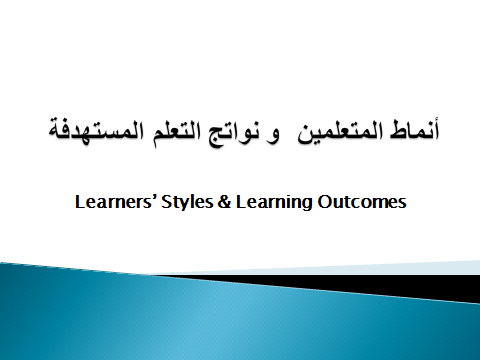 أنماط المتعلمين و نواتج التعلم المستهدفة
Learners' Styles & Learning Outcomes